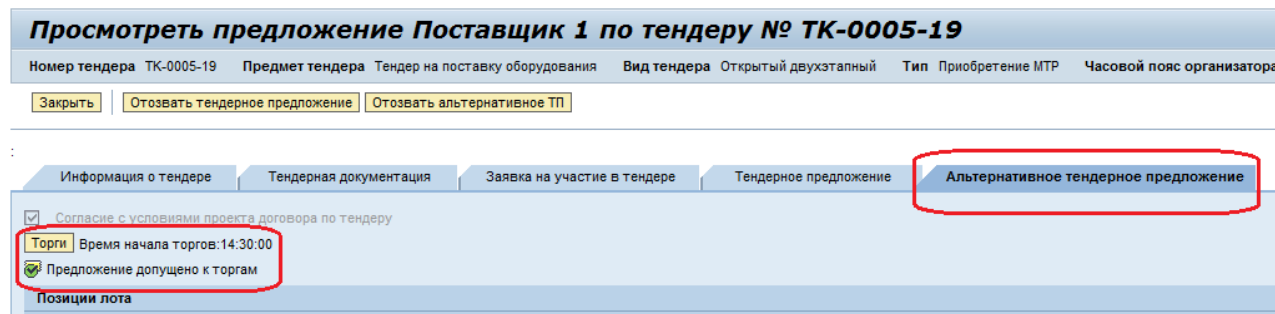 Просмотреть предложение Поставщик 1 по тендеру № ТК-0005-19
Номер тендера ТК-0005-19 Предмет тендера Тендер на поставку оборудования Вид тендера Открытый двухэтапный Тип Приобретение МТР Часовой пояс организатора
Закрыть Отозвать тендерное предложение Отозвать альтернативное ТП
:
Информация о тендере Тендерная документация Заявка на участие в тендере Тендерное предложение Альтернативное тендерное предложение
Согласие с условиями проекта договора по тендеру
Торги Время начала торгов:14:30:00
Предложение допущено к торгам
Позиции лота